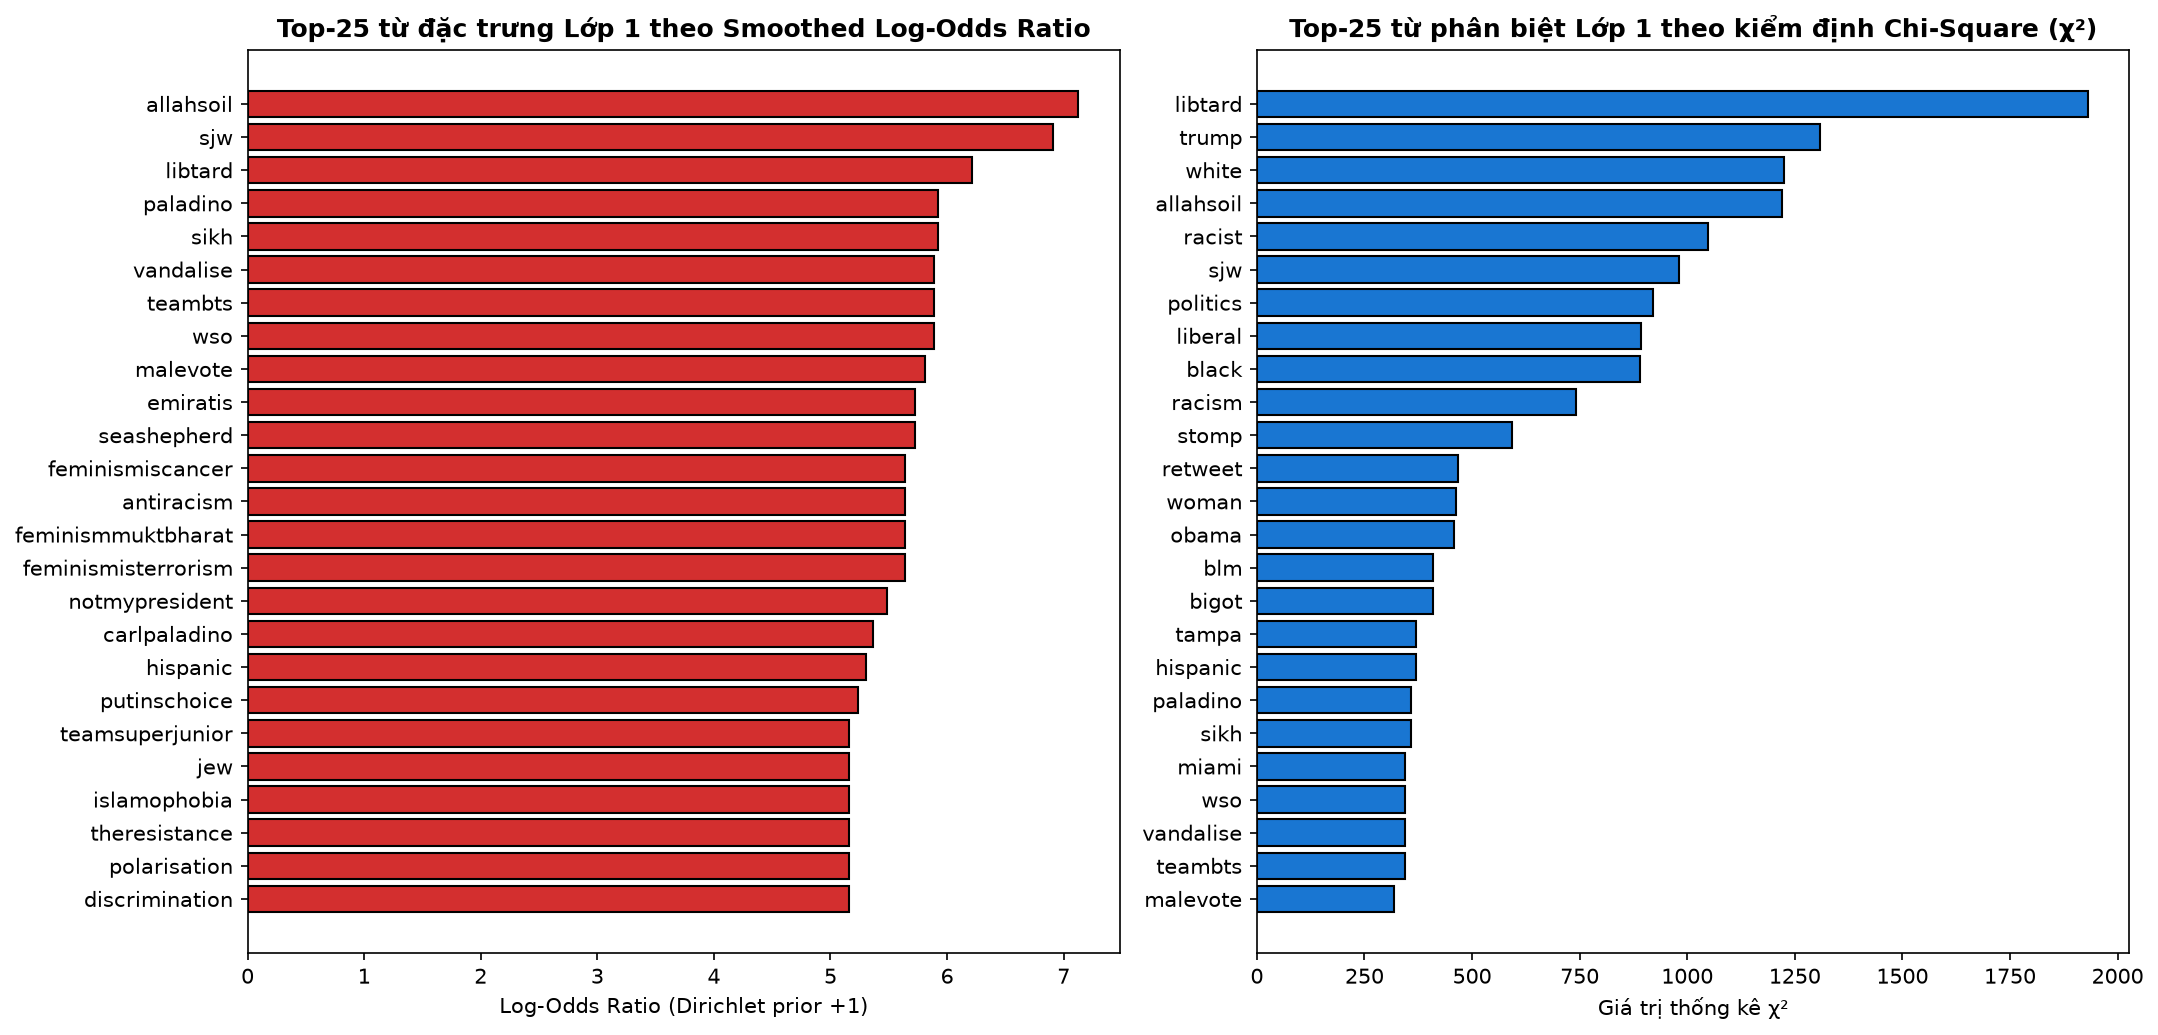 Top-25 từ đặc trưng Lớp 1 theo Smoothed Log-Odds Ratio
allahsoil
sjw
libtard
paladino
sikh
vandalise
teambts
wso
malevote
emiratis
seashepherd
feminismiscancer
antiracism
feminismmuktbharat
feminismisterrorism
notmypresident
carlpaladino
hispanic
putinschoice
teamsuperjunior
jew
islamophobia
theresistance
polarisation
discrimination
0 1 2 3 4 5 6 7
Log-Odds Ratio (Dirichlet prior +1)
Top-25 từ phân biệt Lớp 1 theo kiểm định Chi-Square (χ²)
libtard
trump
white
allahsoil
racist
sjw
politics
liberal
black
racism
stomp
retweet
woman
obama
blm
bigot
tampa
hispanic
paladino
sikh
miami
wso
vandalise
teambts
malevote
0 250 500 750 1000 1250 1500 1750 2000
Giá trị thống kê χ²